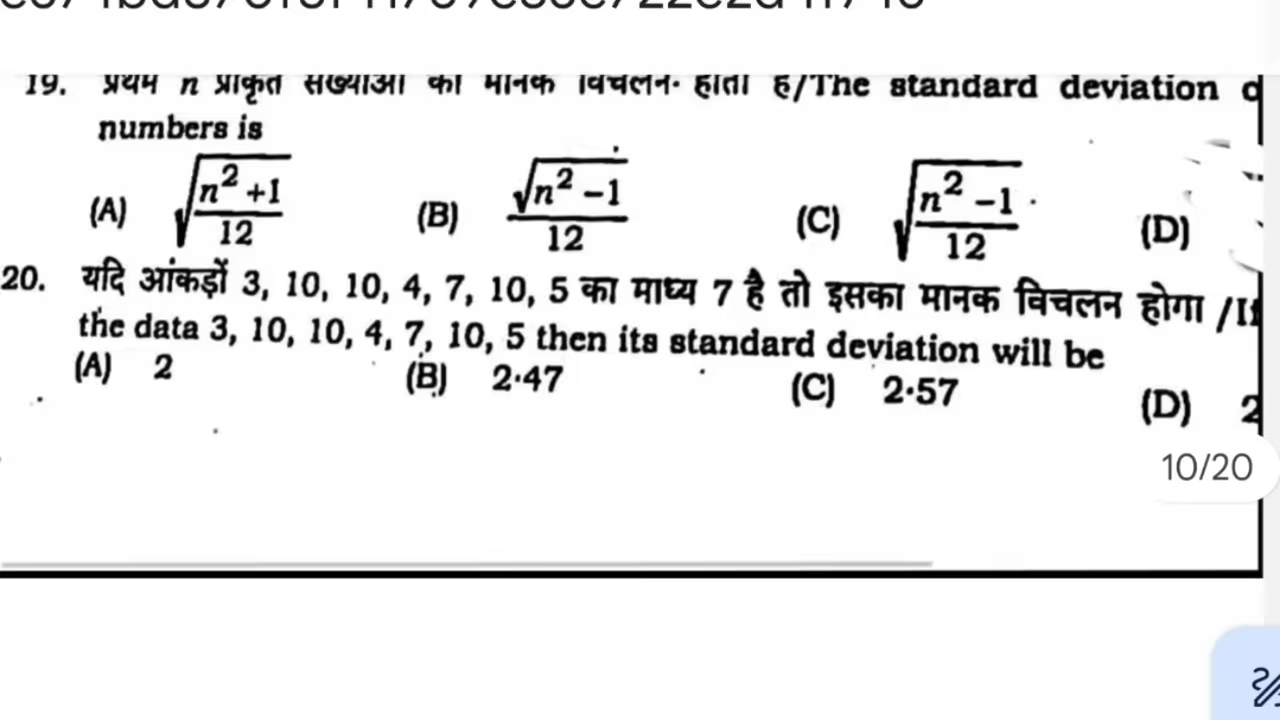 19. प्रथम n प्राकृत संख्याओं का मानक विचलन होता है/The standard deviation
numbers is
(A) √((n² +1)/12) (B) √(n² −1)/12 (C) √((n² −1)/12) (D)
20. यदि आंकड़ों 3, 10, 10, 4, 7, 10, 5 का माध्य 7 है तो इसका मानक विचलन होगा /If
the data 3, 10, 10, 4, 7, 10, 5 then its standard deviation will be
(A) 2 (B) 2·47 (C) 2·57 (D) 2
10/20